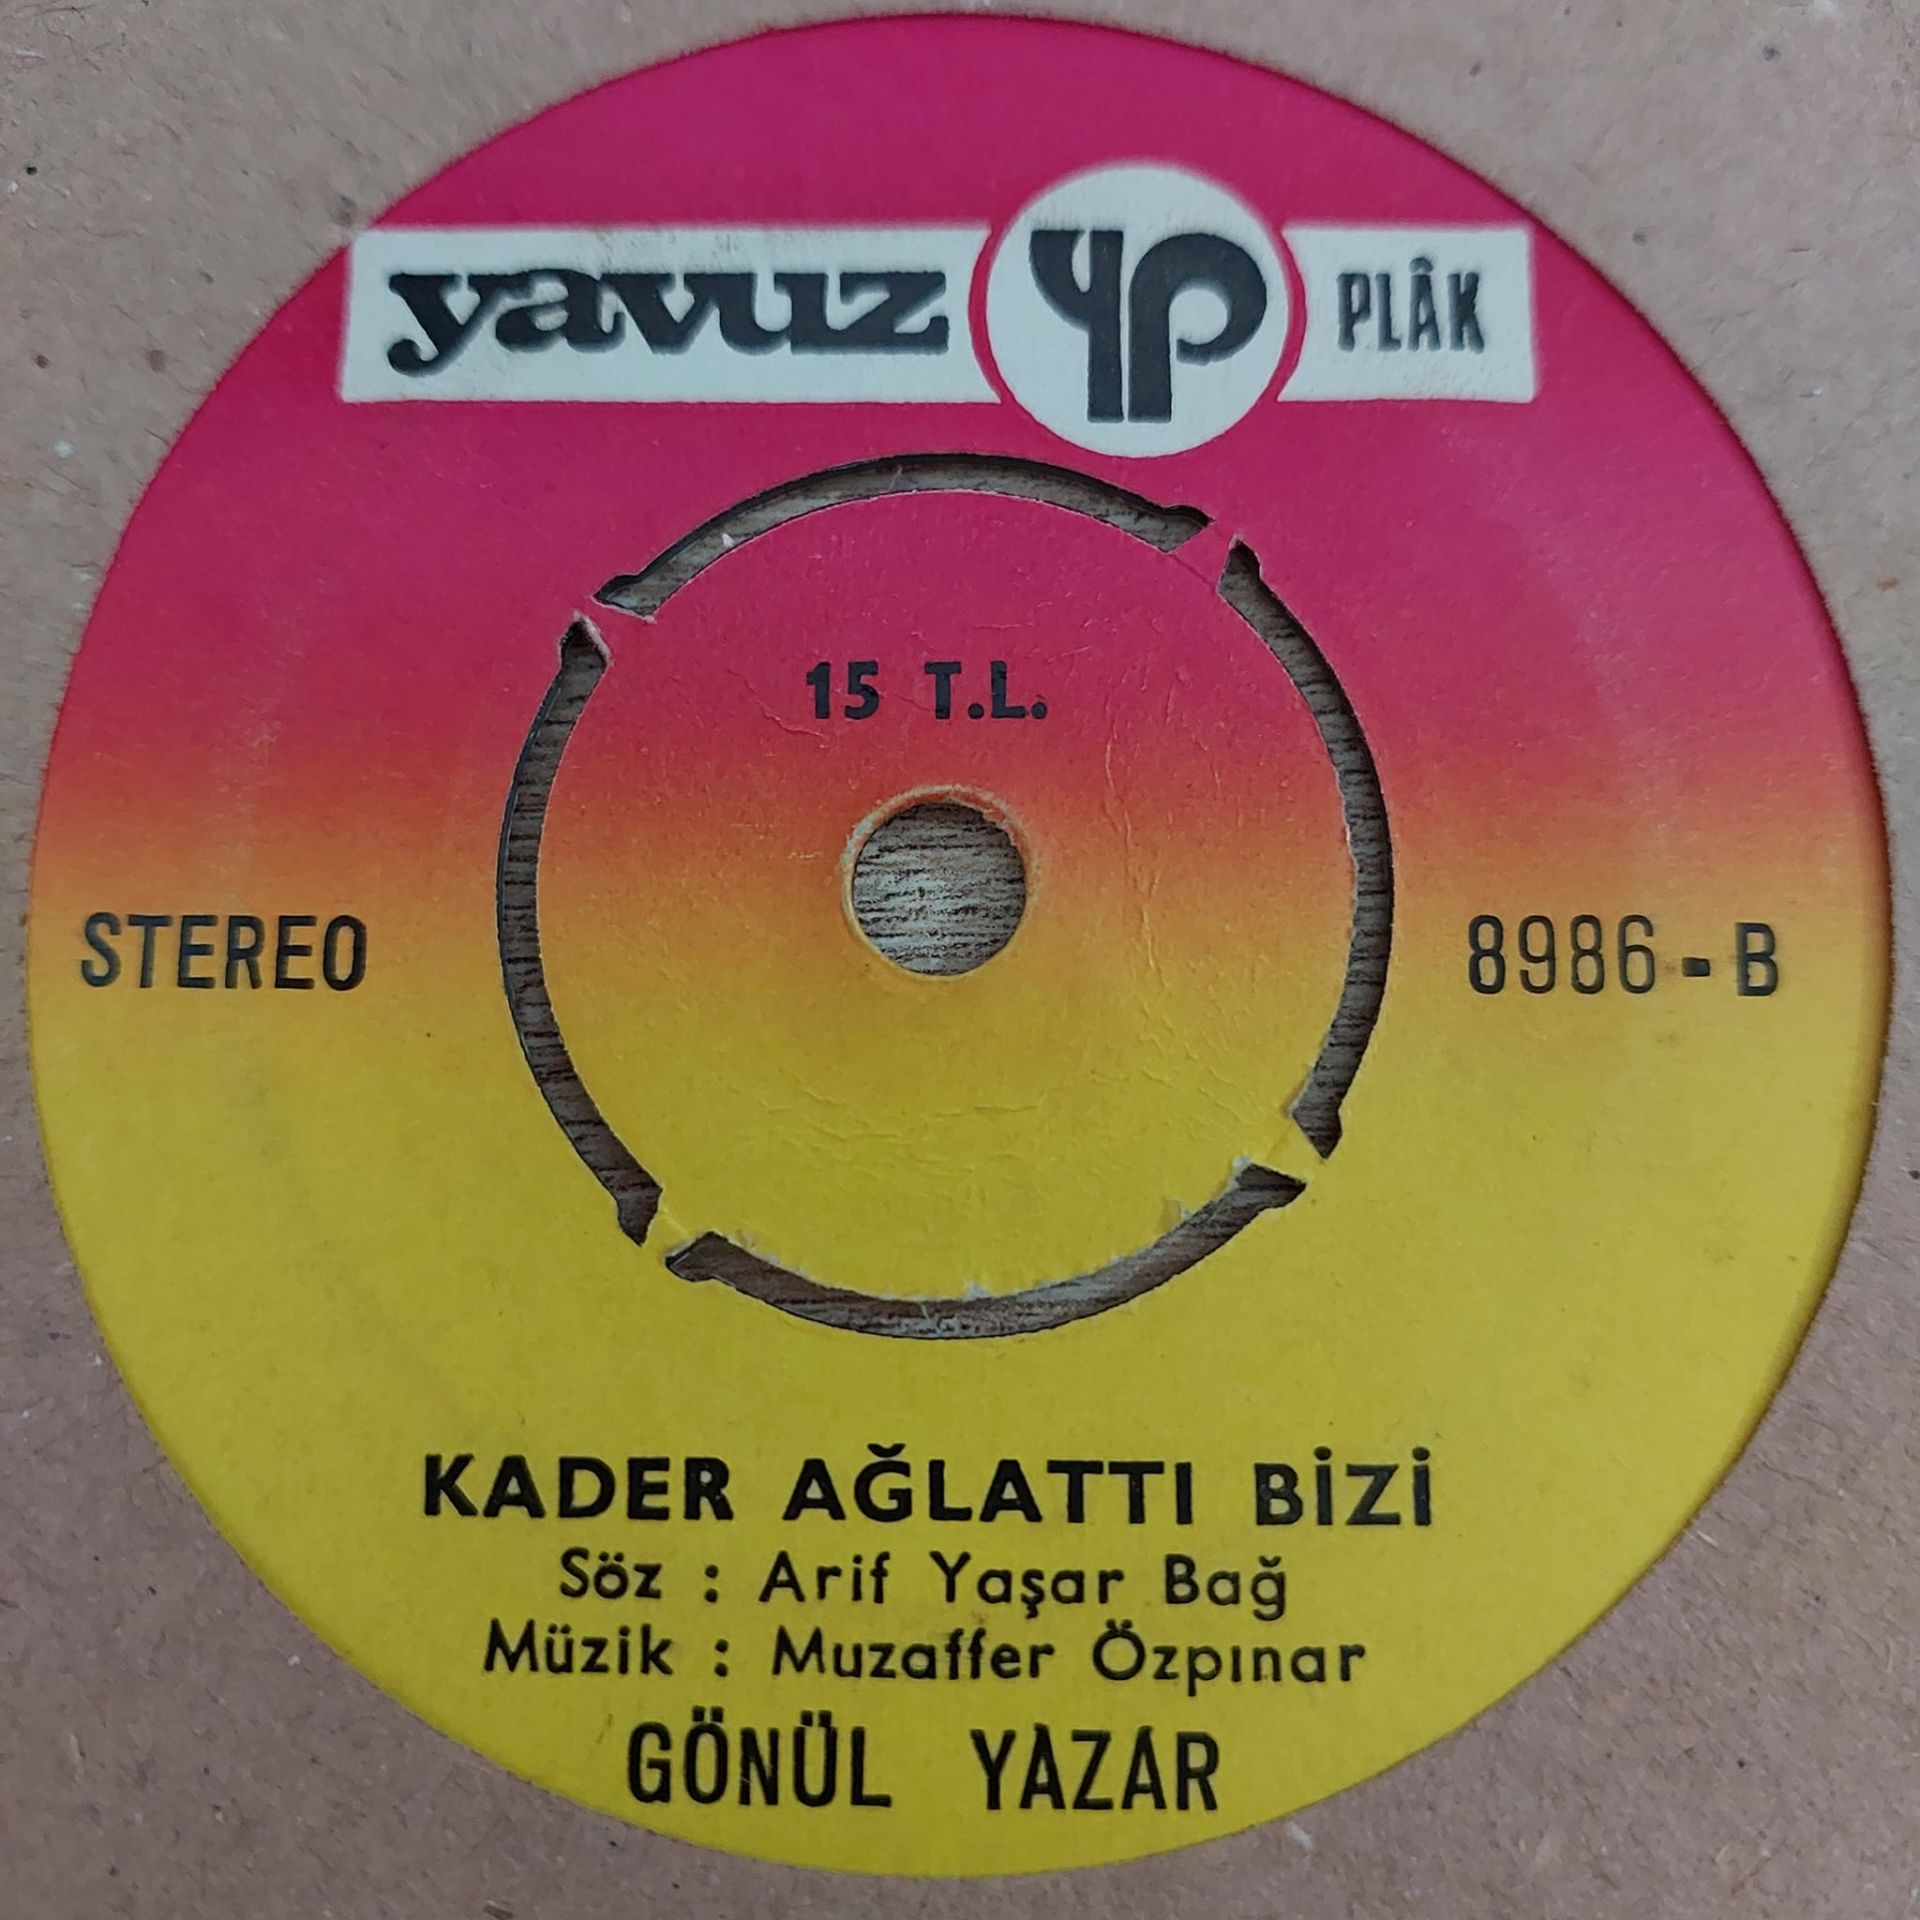 yavuz YP PLÂK
15 T.L.
STEREO
8986-B
KADER AĞLATTI BİZİ
Söz : Arif Yaşar Bağ
Müzik : Muzaffer Özpınar
GÖNÜL YAZAR